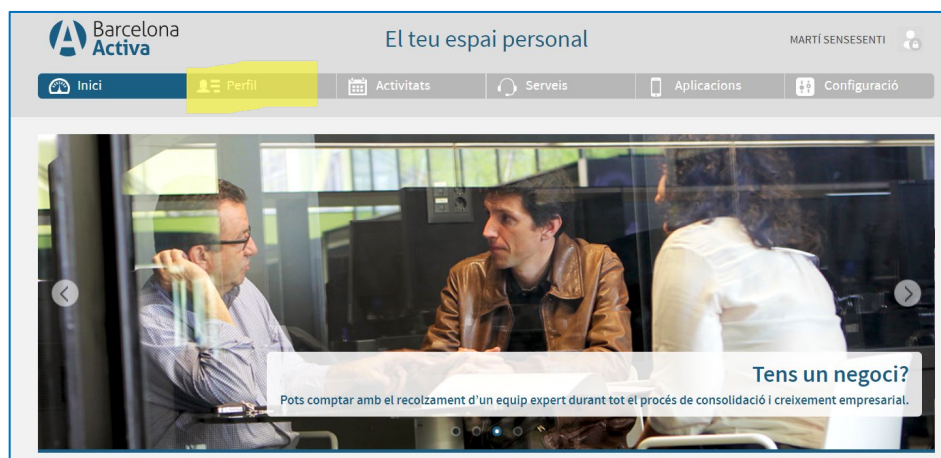 Barcelona
Activa
El teu espai personal
MARTÍ SENSESENTI
Inici
Perfil
Activitats
Serveis
Aplicacions
Configuració
Tens un negoci?
Pots comptar amb el recolzament d'un equip expert durant tot el procés de consolidació i creixement empresarial.